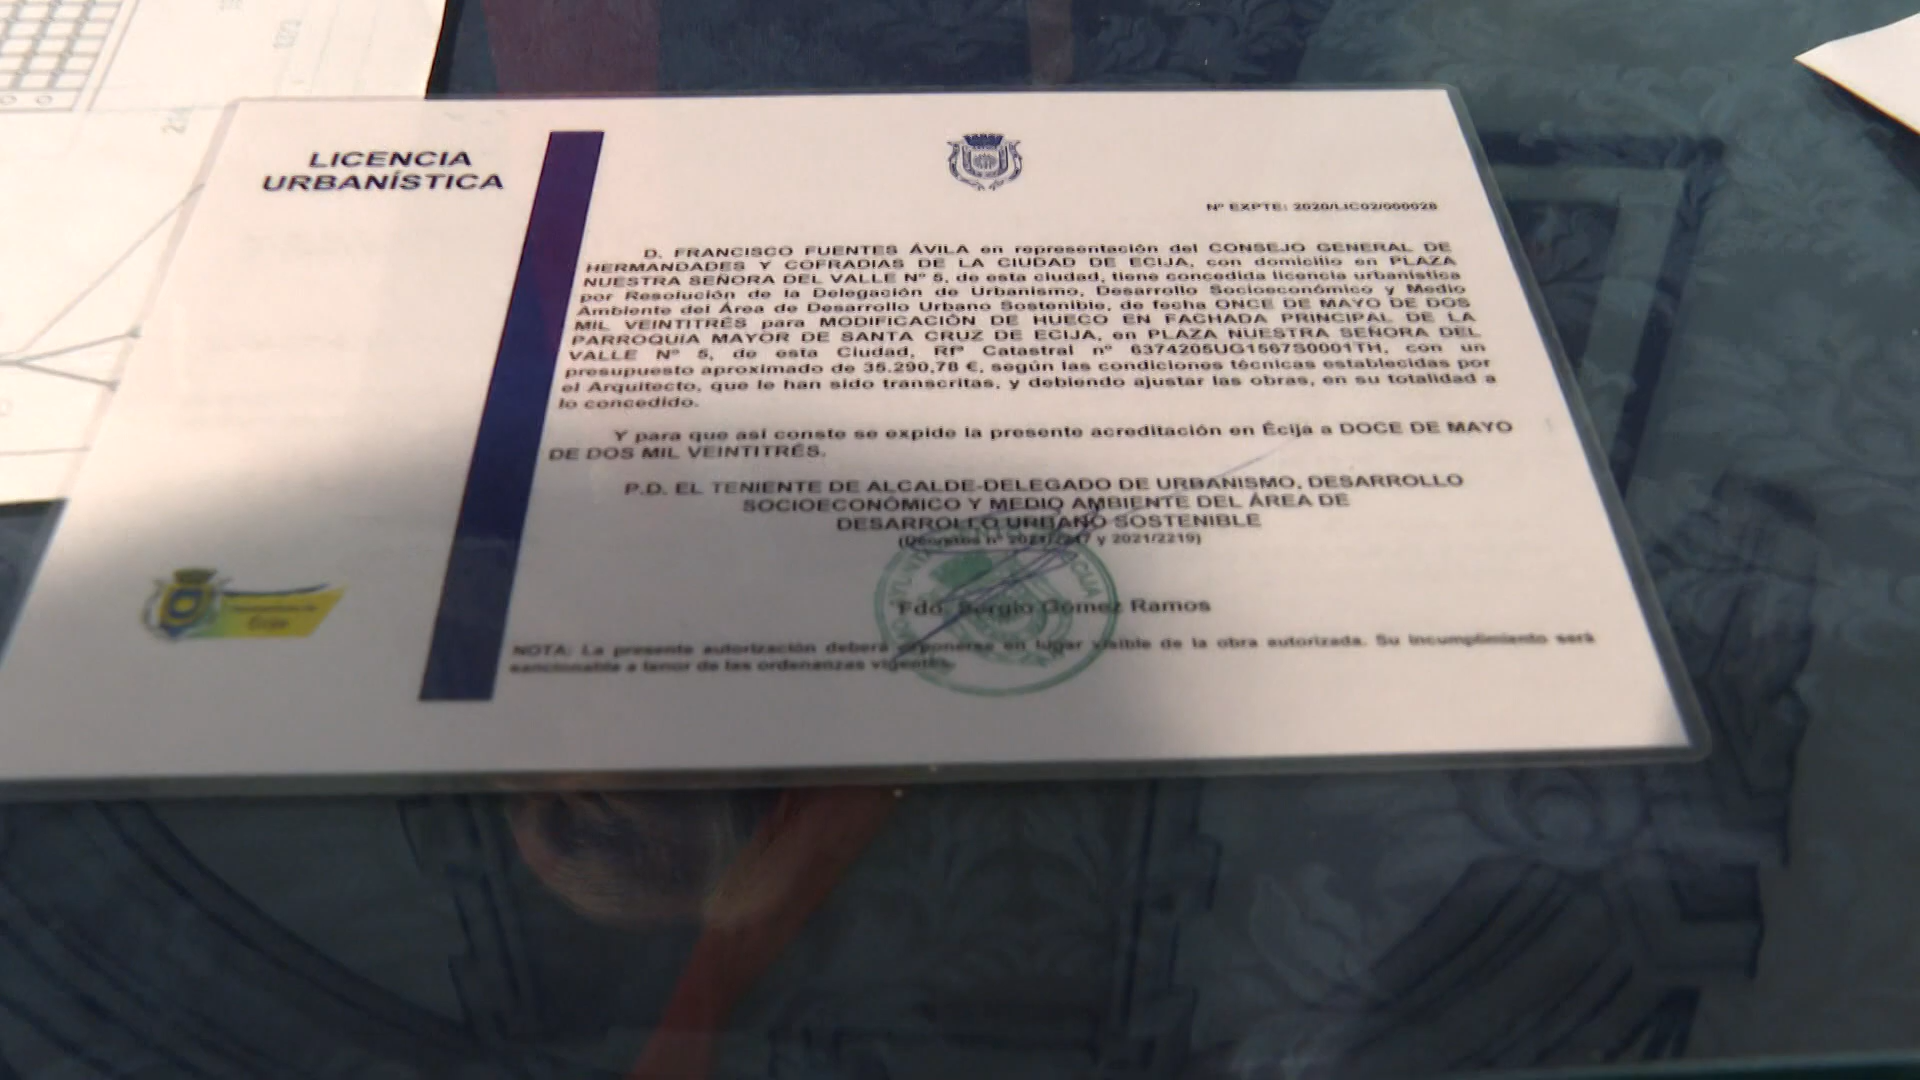 LICENCIA
URBANÍSTICA
Nº EXPTE: 2020/LIC02/000028
D. FRANCISCO FUENTES ÁVILA en representación del CONSEJO GENERAL DE
HERMANDADES Y COFRADIAS DE LA CIUDAD DE ECIJA, con domicilio en PLAZA
NUESTRA SEÑORA DEL VALLE Nº 5, de esta ciudad, tiene concedida licencia urbanística
por Resolución de la Delegación de Urbanismo, Desarrollo Socioeconómico y Medio
Ambiente del Área de Desarrollo Urbano Sostenible, de fecha ONCE DE MAYO DE DOS
MIL VEINTITRÉS para MODIFICACIÓN DE HUECO EN FACHADA PRINCIPAL DE LA
PARROQUIA MAYOR DE SANTA CRUZ DE ECIJA, en PLAZA NUESTRA SEÑORA DEL
VALLE Nº 5, de esta Ciudad, Rfª Catastral nº 6374205UG1567S0001TH, con un
presupuesto aproximado de 35.290,78 €, según las condiciones técnicas establecidas por
el Arquitecto, que le han sido transcritas, y debiendo ajustar las obras, en su totalidad a
lo concedido.
Y para que así conste se expide la presente acreditación en Écija a DOCE DE MAYO
DE DOS MIL VEINTITRÉS.
P.D. EL TENIENTE DE ALCALDE-DELEGADO DE URBANISMO, DESARROLLO
SOCIOECONÓMICO Y MEDIO AMBIENTE DEL ÁREA DE
DESARROLLO URBANO SOSTENIBLE
(Decretos nº y 2021/2219)
Fdo. Sergio Gómez Ramos
NOTA: La presente autorización deberá exponerse en lugar visible de la obra autorizada. Su incumplimiento será
sancionable a tenor de las ordenanzas vigentes.
Écija